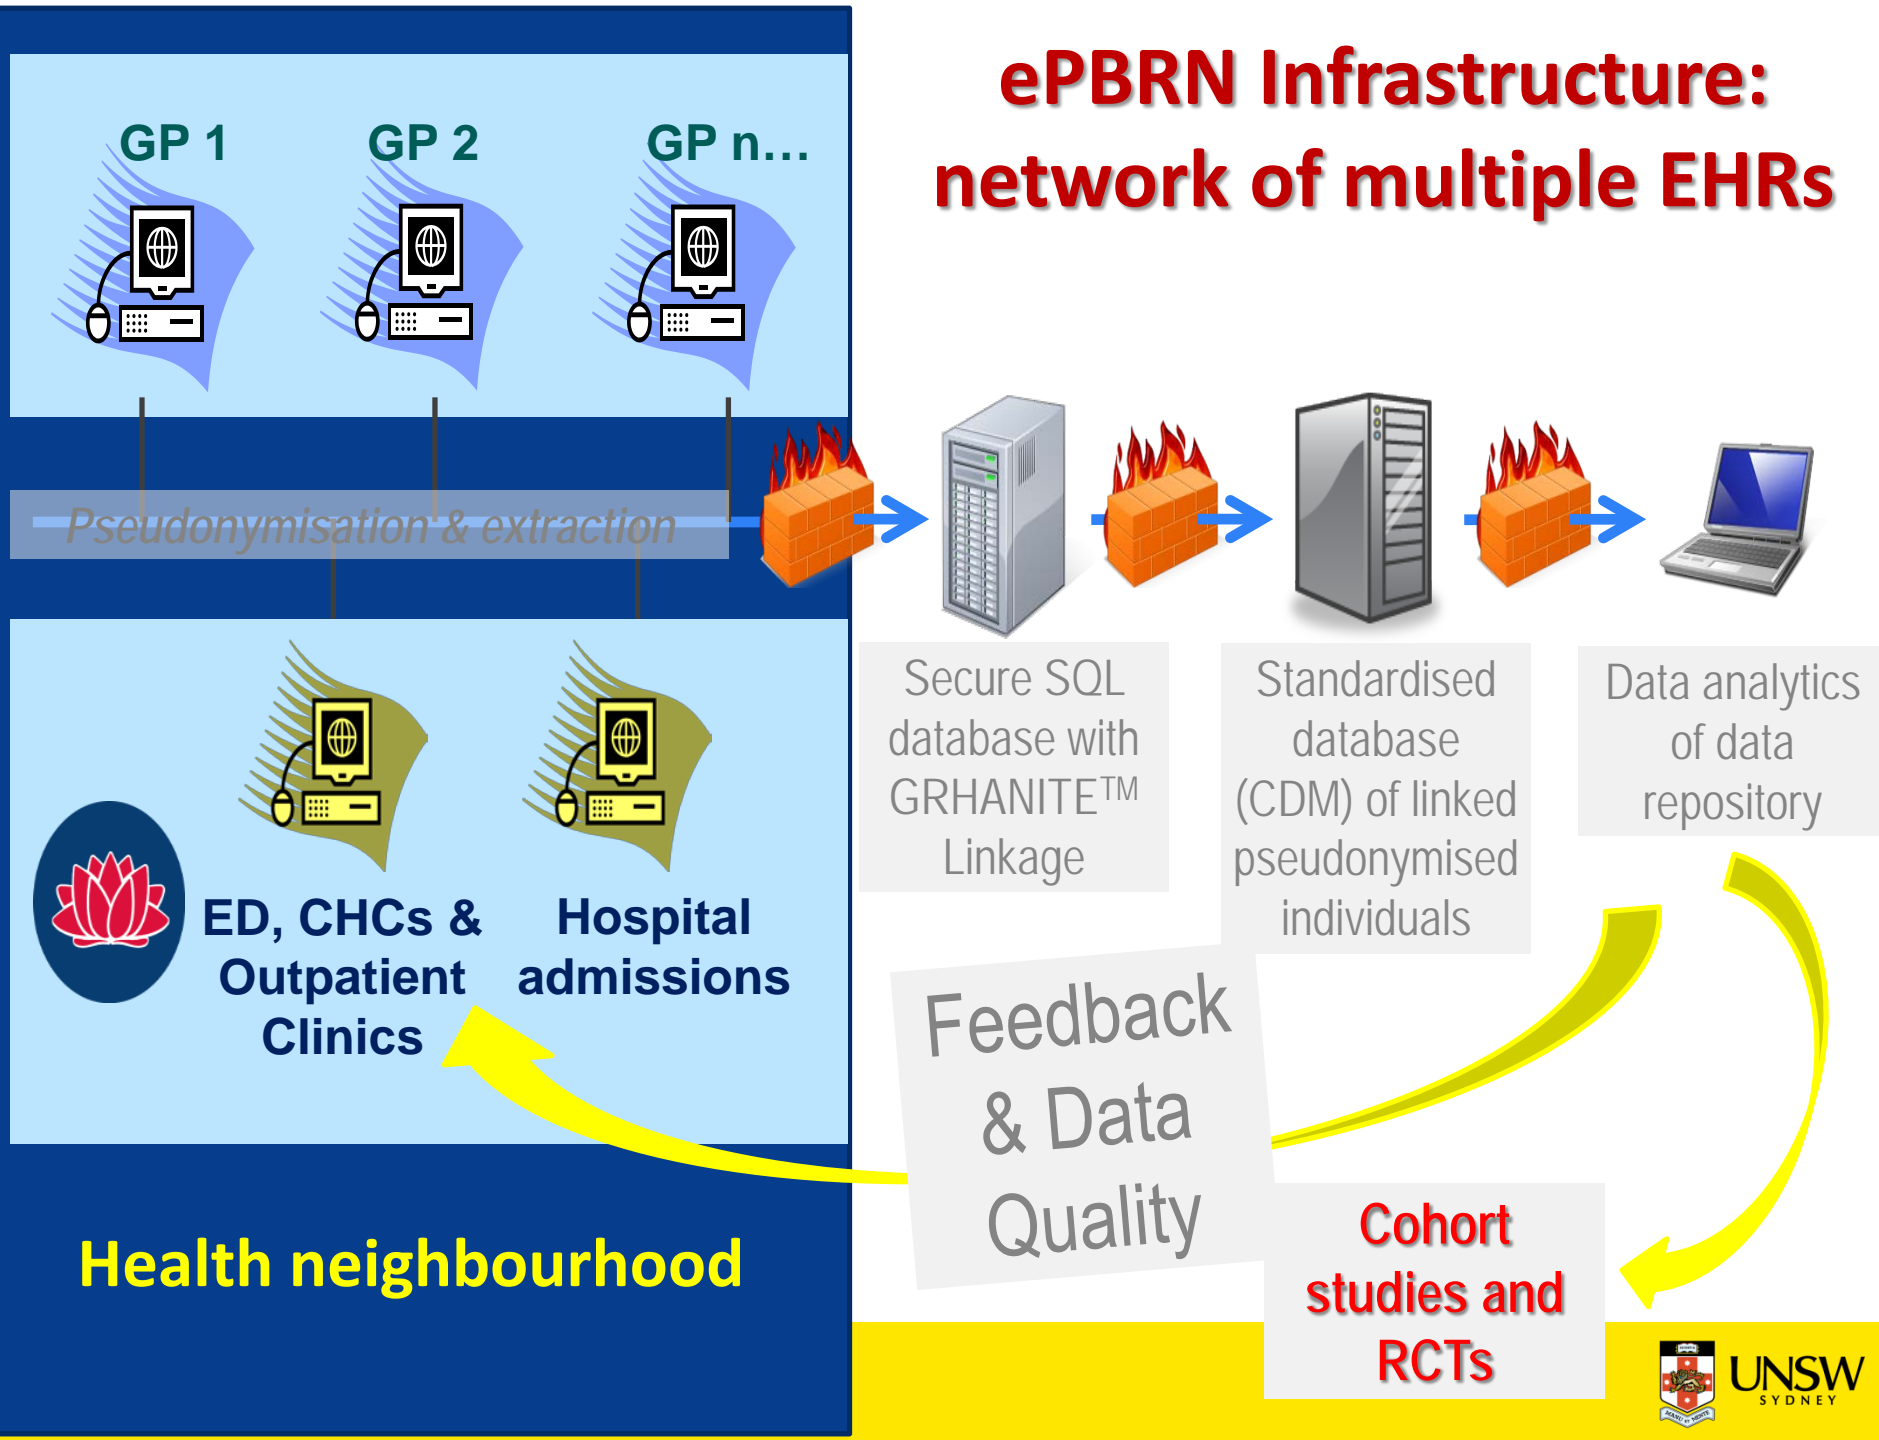 ePBRN Infrastructure:
network of multiple EHRs
GP 1
GP 2
GP n…
Pseudonymisation & extraction
ED, CHCs &
Outpatient
Clinics
Hospital
admissions
Health neighbourhood
Secure SQL
database with
GRHANITE™
Linkage
Standardised
database
(CDM) of linked
pseudonymised
individuals
Data analytics
of data
repository
Feedback
& Data
Quality
Cohort
studies and
RCTs
UNSW
SYDNEY